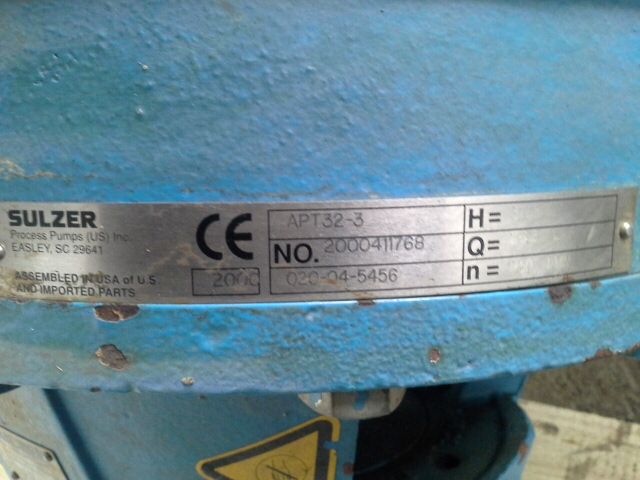 SULZER
Process Pumps (US) Inc.
EASLEY, SC 29641
ASSEMBLED IN USA of U.S.
AND IMPORTED PARTS
CE
2000
APT32-3
NO. 2000411768
020-04-5456
H=
Q=
n=